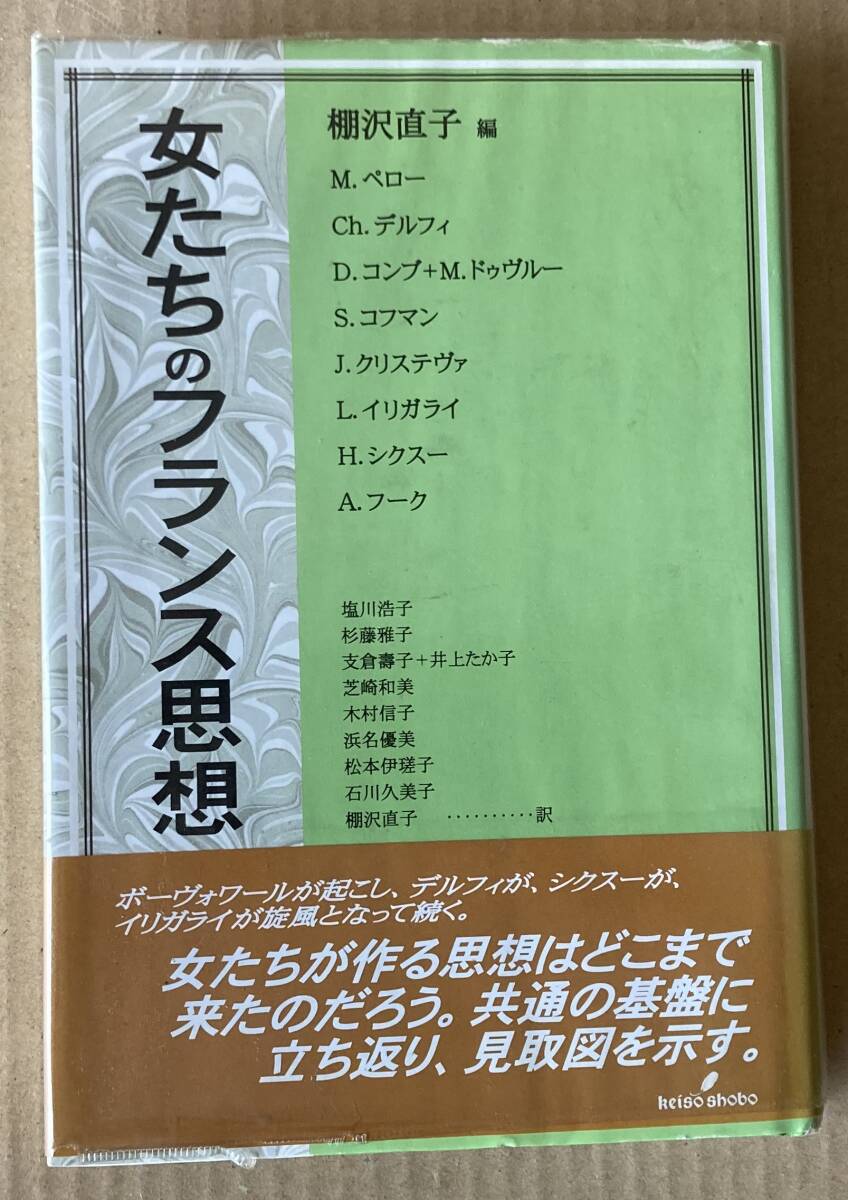 女たちのフランス思想
棚沢直子 編
M.ペロー
Ch.デルフィ
D.コンブ+M.ドゥヴルー
S.コフマン
J.クリステヴァ
L.イリガライ
H.シクスー
A.フーク
塩川浩子
杉藤雅子
支倉壽子+井上たか子
芝崎和美
木村信子
浜名優美
松本伊瑳子
石川久美子
棚沢直子 ‥‥‥‥‥訳
ボーヴォワールが起こし、デルフィが、シクスーが、
イリガライが旋風となって続く。
女たちが作る思想はどこまで
来たのだろう。共通の基盤に
立ち返り、見取図を示す。
keiso shobo